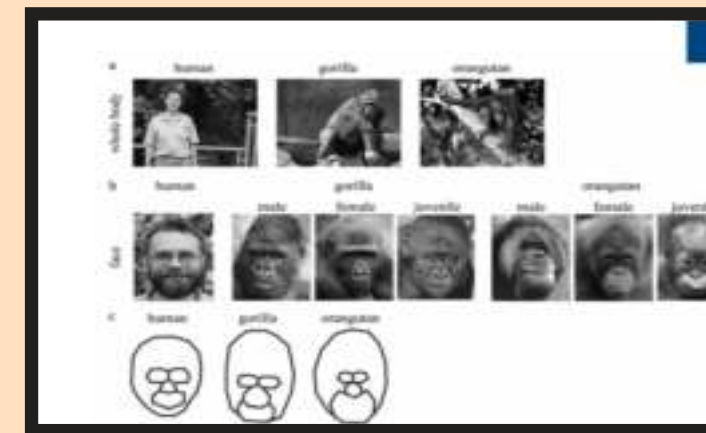 a human gorilla orangutan
whole body
b human gorilla orangutan
male female juvenile male female
face
c human gorilla orangutan